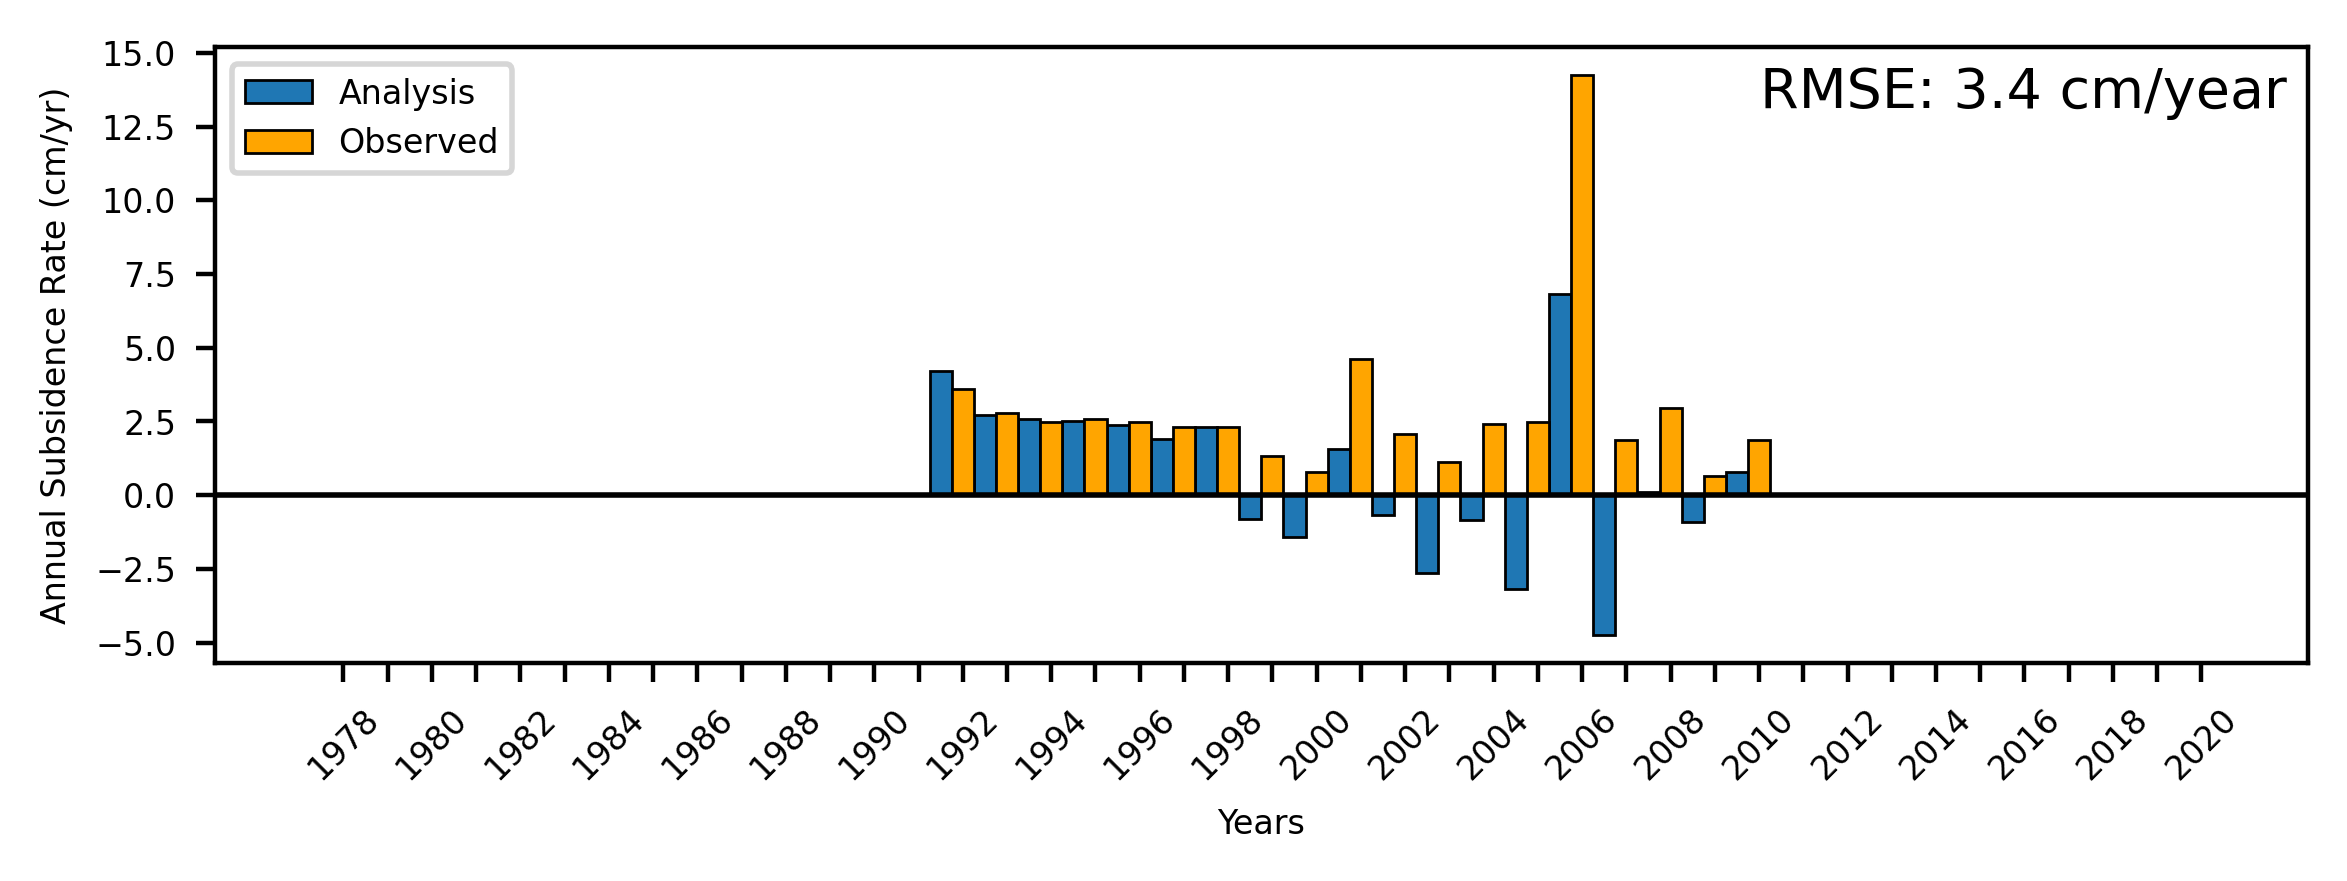 15.0
12.5
10.0
7.5
5.0
2.5
0.0
−2.5
−5.0
Annual Subsidence Rate (cm/yr)
Analysis
Observed
RMSE: 3.4 cm/year
1978 1980 1982 1984 1986 1988 1990 1992 1994 1996 1998 2000 2002 2004 2006 2008 2010 2012 2014 2016 2018 2020
Years